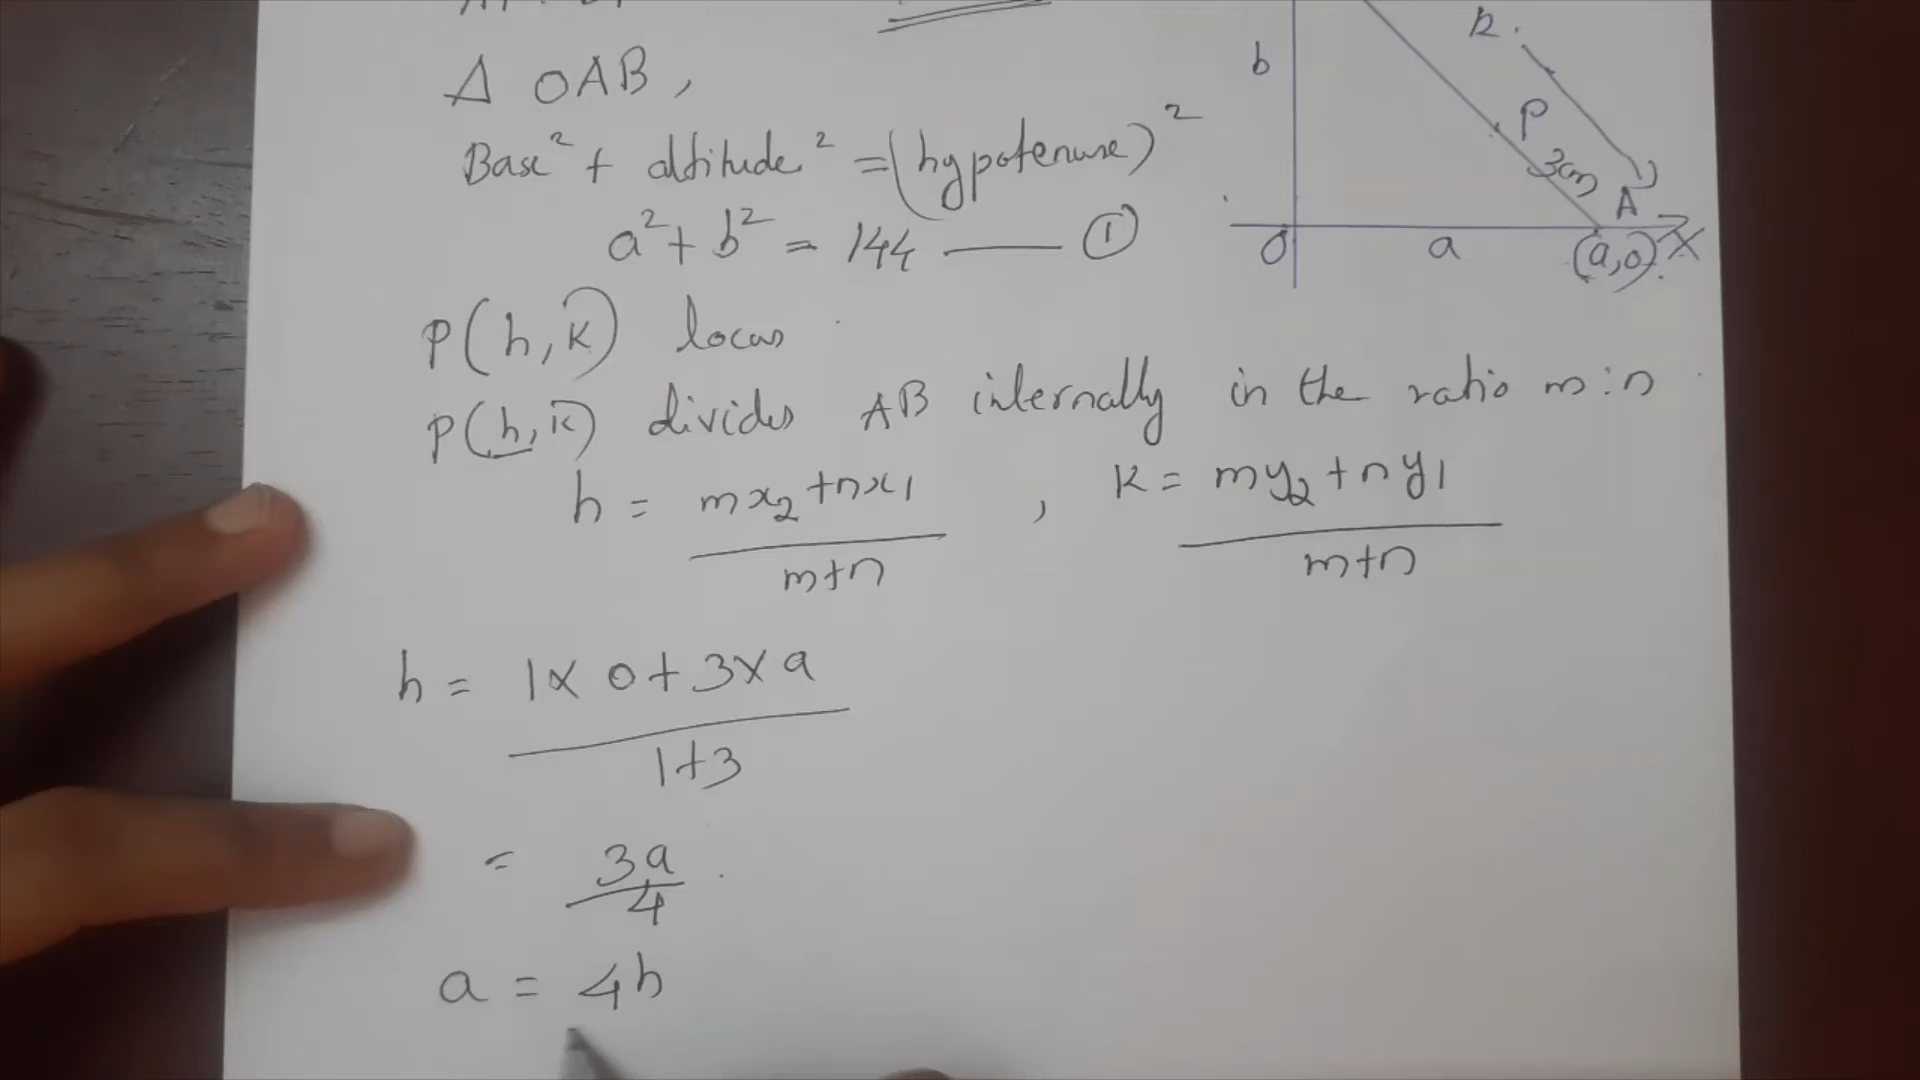 Δ OAB,
Base² + altitude² = (hypotenuse)²
a² + b² = 144 —— ①
P(h, k) locus
P(h, k) divides AB internally in the ratio m:n
h = mx₂ + nx₁ / m+n , k = my₂ + ny₁ / m+n
h = 1 × 0 + 3 × a / 1+3
= 3a / 4
a = 4h
b
R
P
3cm
A
O
a
(a,0)
X